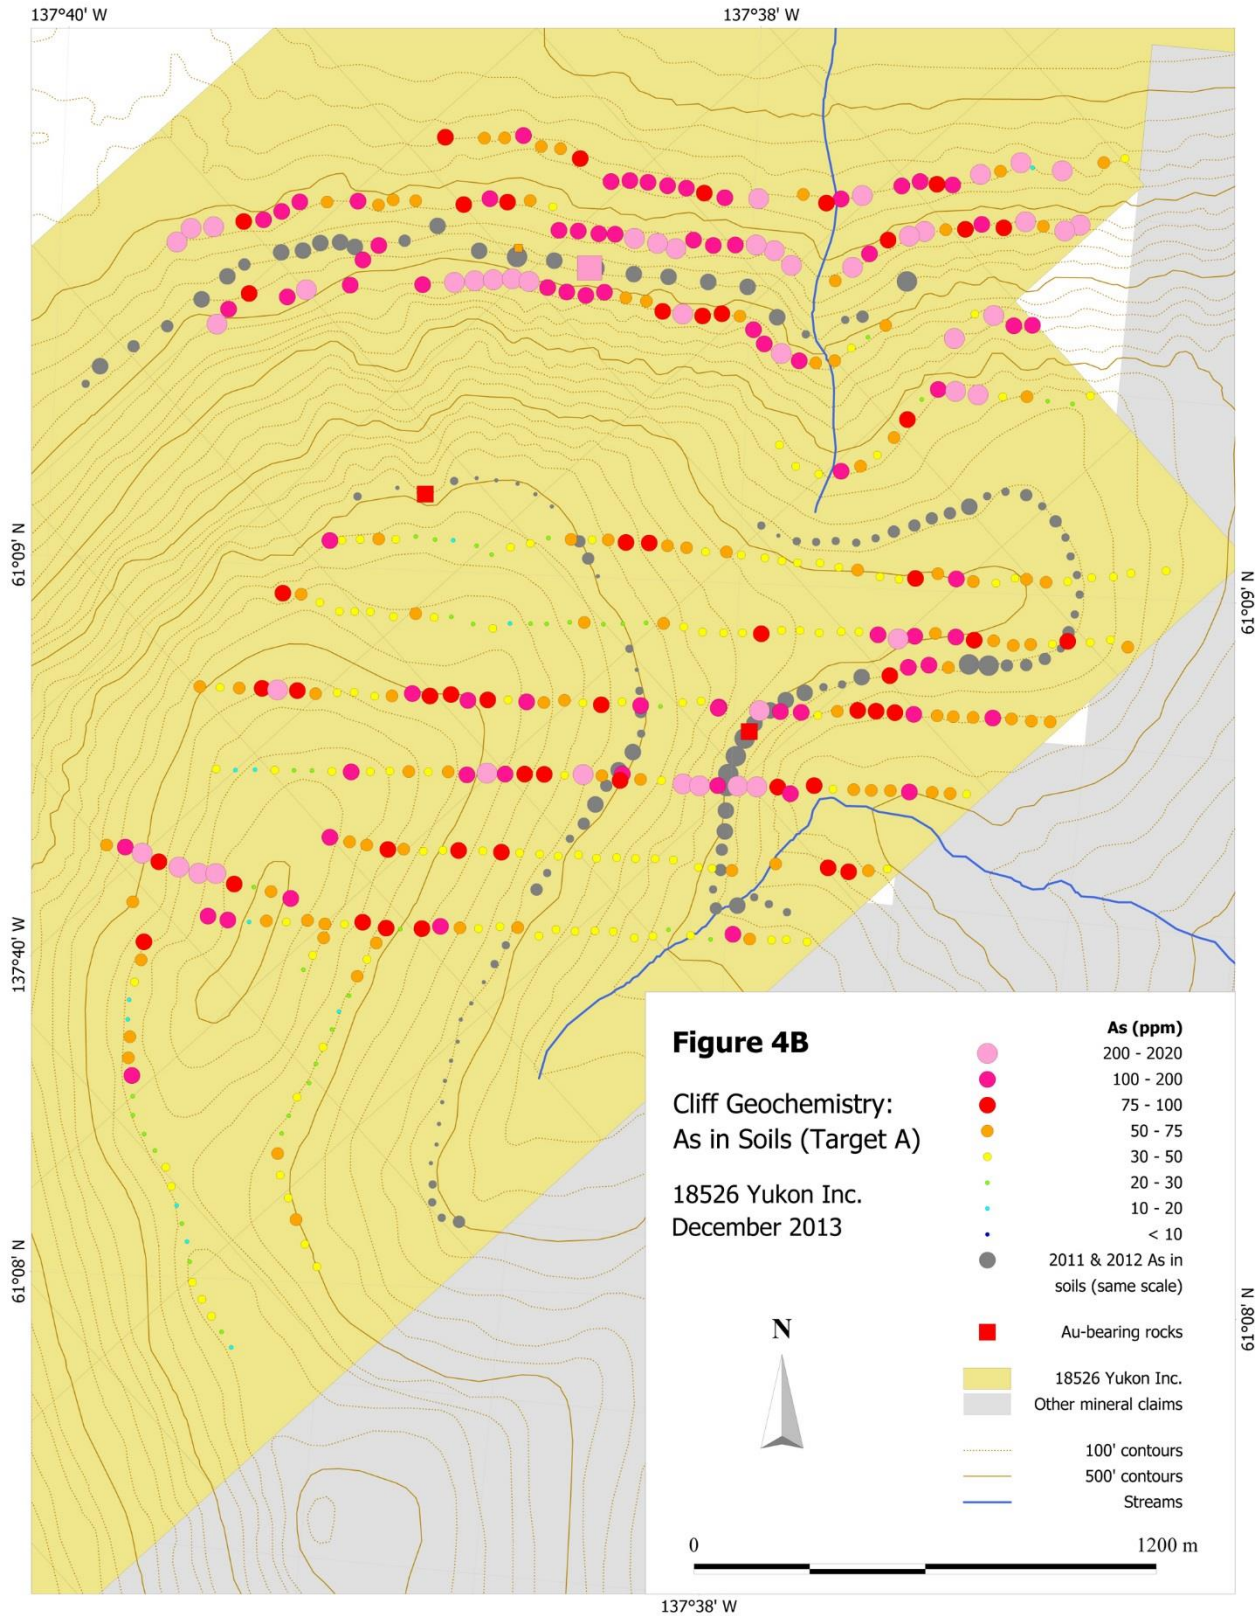 137°40' W
137°38' W
61°09' N
61°09' N
137°40' W
61°08' N
61°08' N
Figure 4B
Cliff Geochemistry:
As in Soils (Target A)
18526 Yukon Inc.
December 2013
As (ppm)
200 - 2020
100 - 200
75 - 100
50 - 75
30 - 50
20 - 30
10 - 20
< 10
2011 & 2012 As in
soils (same scale)
Au-bearing rocks
18526 Yukon Inc.
Other mineral claims
100' contours
500' contours
Streams
N
0
1200 m
137°38' W